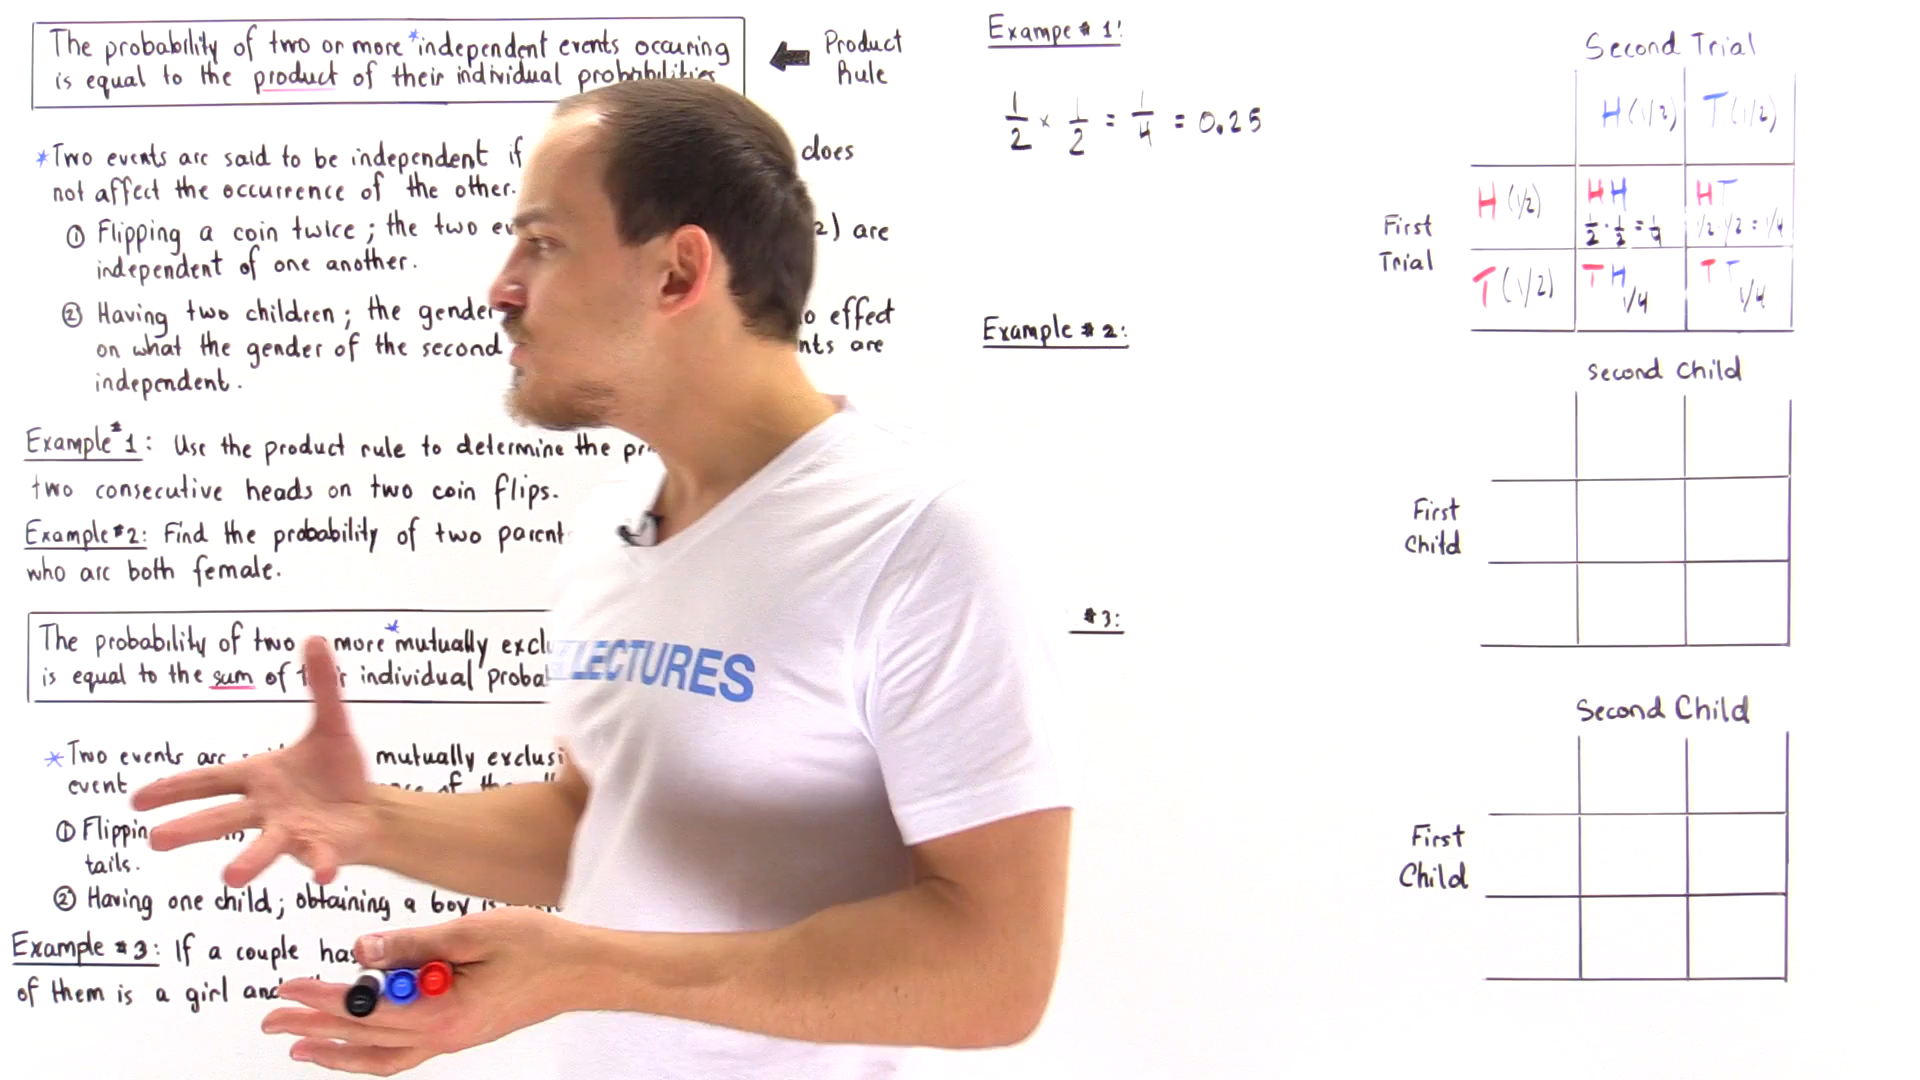 The probability of two or more *independent events occuring
is equal to the product of their individual probabilities
Product
Rule
*Two events are said to be independent if does
not affect the occurrence of the other.
① Flipping a coin twice ; the two 2) are
independent of one another.
② Having two children ; the gender effect
on what the gender of the second are
independent.
Example #1: Use the product rule to determine the
two consecutive heads on two coin flips.
Example #2: Find the probability of two
who are both female.
The probability of two more *mutually
is equal to the sum of individual
*Two events are mutually
event of
① 
tails.
② Having one child; obtaining a boy
Example #3: If a couple has
of them is a girl and
LECTURES
Exampe # 1:
1/2 × 1/2 = 1/4 = 0.25
Example # 2:
# 3:
Second Trial
H (1/2) T (1/2)
First
Trial
H (1/2) HH HT
1/2 · 1/2 = 1/4 1/2 · 1/2 = 1/4
T (1/2) TH TT
1/4 1/4
Second Child
First
Child
Second Child
First
Child